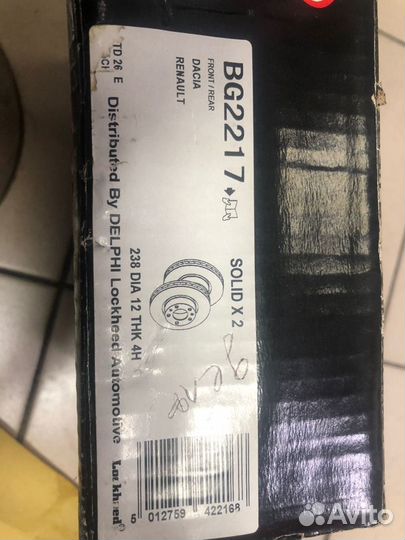 BG2217
FRONT / REAR
DACIA
RENAULT
SOLID X 2
238 DIA 12 THK 4H
TD 26 E
Distributed By DELPHI Lockheed Automotive
Lockheed
5 012759 422168
Avito